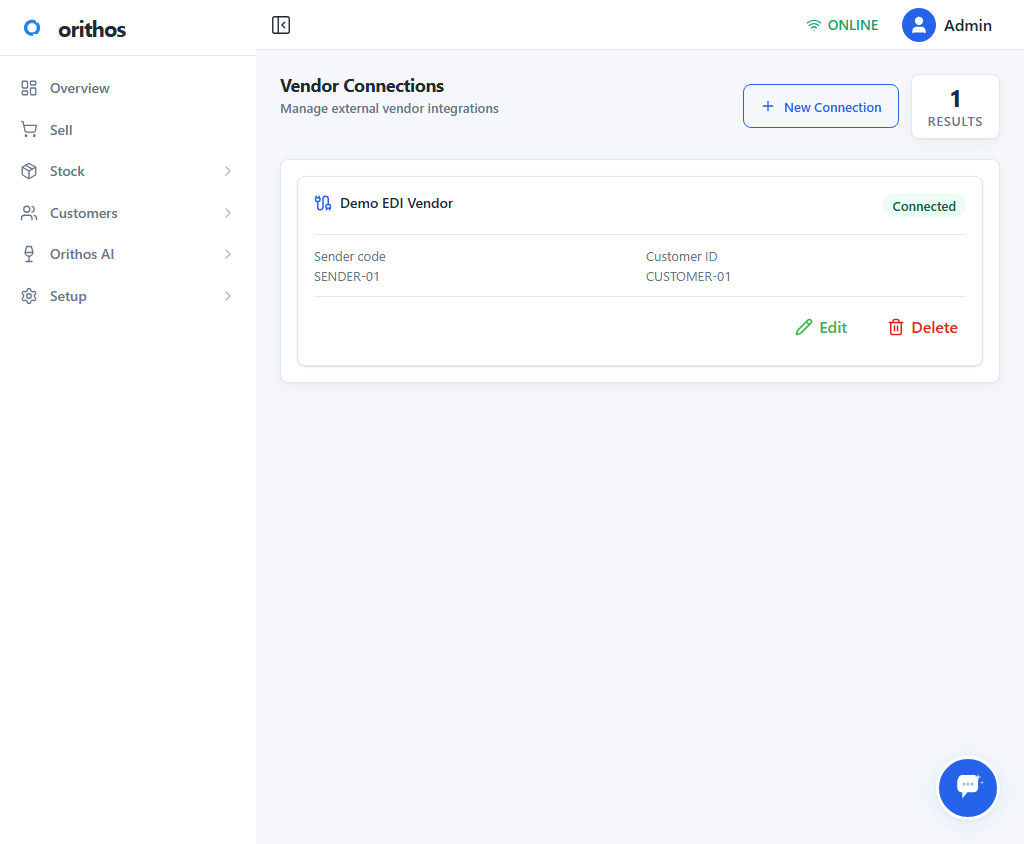 orithos
ONLINE
Admin
Overview
Sell
Stock
Customers
Orithos AI
Setup
Vendor Connections
Manage external vendor integrations
New Connection
1
RESULTS
Demo EDI Vendor
Connected
Sender code
Customer ID
SENDER-01
CUSTOMER-01
Edit
Delete